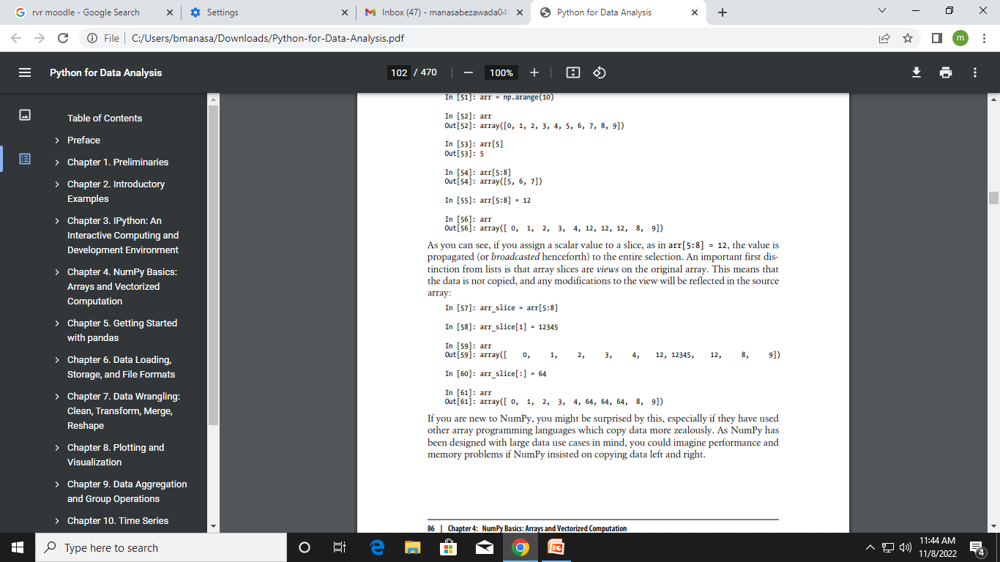 rvr moodle - Google Search
Settings
Inbox (47) - manasabezawada04
Python for Data Analysis
File
C:/Users/bmanasa/Downloads/Python-for-Data-Analysis.pdf
m
Python for Data Analysis
102 / 470
100%
Table of Contents
Preface
Chapter 1. Preliminaries
Chapter 2. Introductory
Examples
Chapter 3. IPython: An
Interactive Computing and
Development Environment
Chapter 4. NumPy Basics:
Arrays and Vectorized
Computation
Chapter 5. Getting Started
with pandas
Chapter 6. Data Loading,
Storage, and File Formats
Chapter 7. Data Wrangling:
Clean, Transform, Merge,
Reshape
Chapter 8. Plotting and
Visualization
Chapter 9. Data Aggregation
and Group Operations
Chapter 10. Time Series
In [51]: arr = np.arange(10)
In [52]: arr
Out[52]: array([0, 1, 2, 3, 4, 5, 6, 7, 8, 9])
In [53]: arr[5]
Out[53]: 5
In [54]: arr[5:8]
Out[54]: array([5, 6, 7])
In [55]: arr[5:8] = 12
In [56]: arr
Out[56]: array([ 0, 1, 2, 3, 4, 12, 12, 12, 8, 9])
As you can see, if you assign a scalar value to a slice, as in arr[5:8] = 12, the value is
propagated (or broadcasted henceforth) to the entire selection. An important first dis-
tinction from lists is that array slices are views on the original array. This means that
the data is not copied, and any modifications to the view will be reflected in the source
array:
In [57]: arr_slice = arr[5:8]
In [58]: arr_slice[1] = 12345
In [59]: arr
Out[59]: array([ 0, 1, 2, 3, 4, 12, 12345, 12, 8, 9])
In [60]: arr_slice[:] = 64
In [61]: arr
Out[61]: array([ 0, 1, 2, 3, 4, 64, 64, 64, 8, 9])
If you are new to NumPy, you might be surprised by this, especially if they have used
other array programming languages which copy data more zealously. As NumPy has
been designed with large data use cases in mind, you could imagine performance and
memory problems if NumPy insisted on copying data left and right.
86 | Chapter 4: NumPy Basics: Arrays and Vectorized Computation
Type here to search
11:44 AM
11/8/2022
4